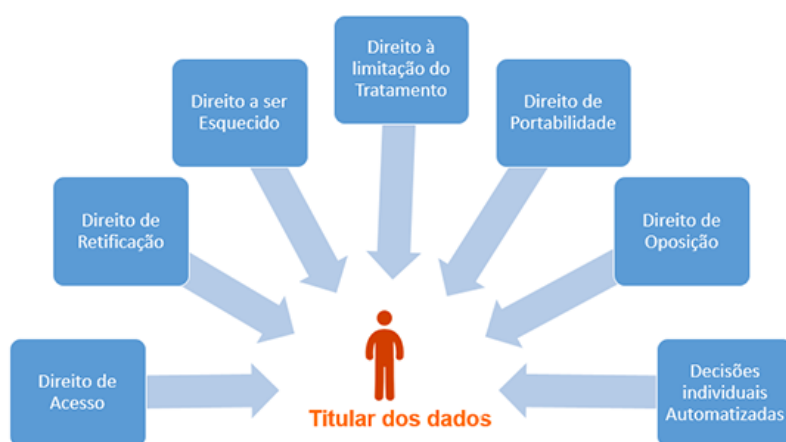 Direito à
limitação do
Tratamento
Direito a ser
Esquecido
Direito de
Portabilidade
Direito de
Retificação
Direito de
Oposição
Direito de
Acesso
Decisões
individuais
Automatizadas
Titular dos dados